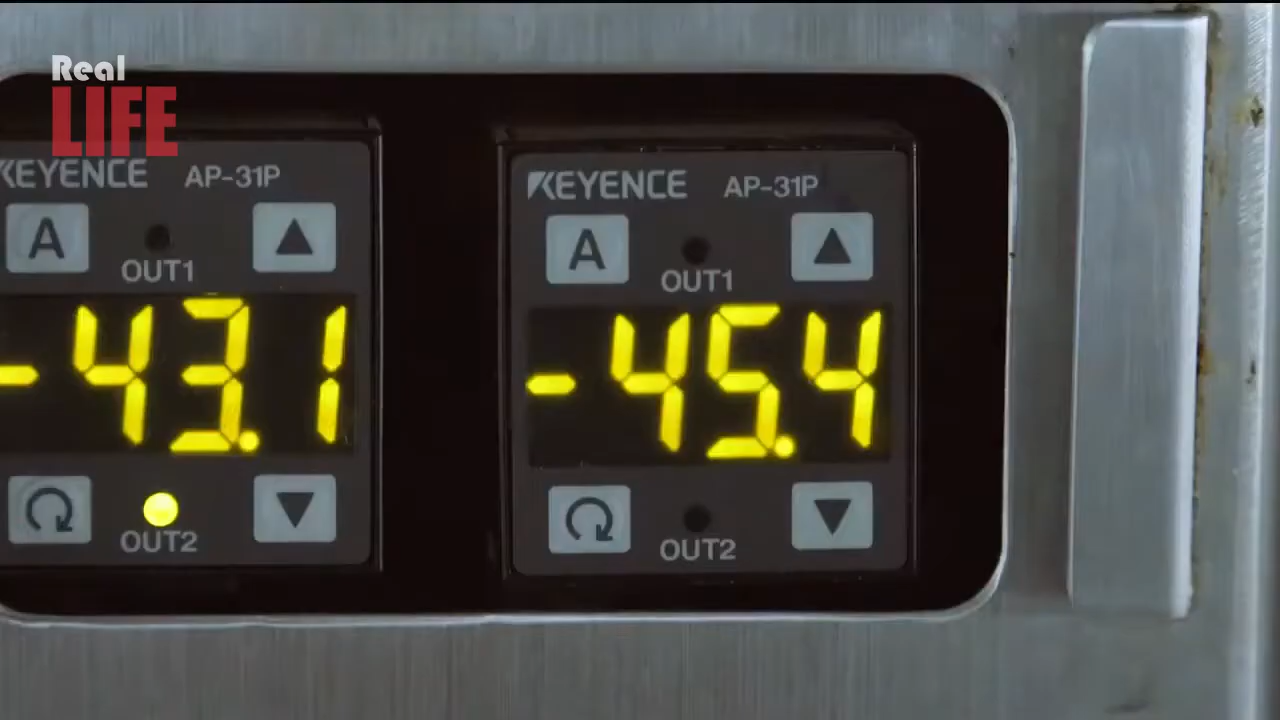 Real
LIFE
KEYENCE AP-31P
A
OUT1
-43.1
OUT2
KEYENCE AP-31P
A
OUT1
-45.4
OUT2